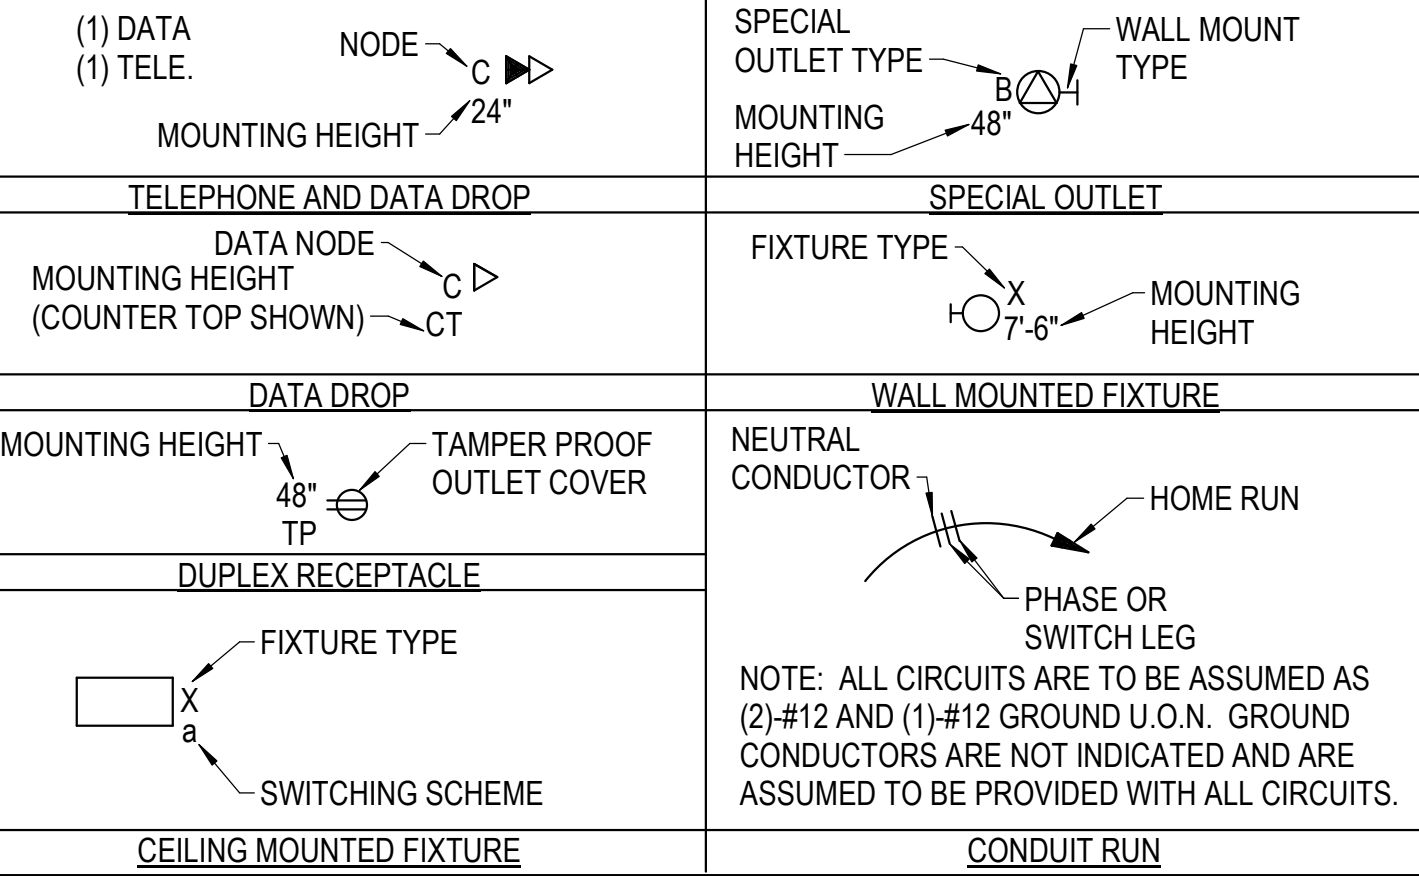 (1) DATA
(1) TELE.
NODE
C
24"
MOUNTING HEIGHT
TELEPHONE AND DATA DROP
SPECIAL
OUTLET TYPE
WALL MOUNT
TYPE
B
48"
MOUNTING
HEIGHT
SPECIAL OUTLET
DATA NODE
MOUNTING HEIGHT
(COUNTER TOP SHOWN)
C
CT
DATA DROP
FIXTURE TYPE
X
7'-6"
MOUNTING
HEIGHT
WALL MOUNTED FIXTURE
MOUNTING HEIGHT
48"
TP
TAMPER PROOF
OUTLET COVER
DUPLEX RECEPTACLE
NEUTRAL
CONDUCTOR
HOME RUN
PHASE OR
SWITCH LEG
NOTE: ALL CIRCUITS ARE TO BE ASSUMED AS
(2)-#12 AND (1)-#12 GROUND U.O.N. GROUND
CONDUCTORS ARE NOT INDICATED AND ARE
ASSUMED TO BE PROVIDED WITH ALL CIRCUITS.
CONDUIT RUN
FIXTURE TYPE
X
a
SWITCHING SCHEME
CEILING MOUNTED FIXTURE